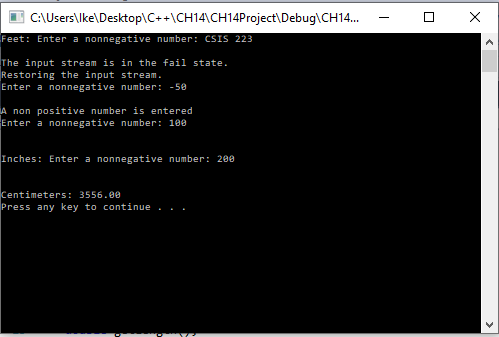 C:\Users\Ike\Desktop\C++\CH14\CH14Project\Debug\CH14...
Feet: Enter a nonnegative number: CSIS 223
The input stream is in the fail state.
Restoring the input stream.
Enter a nonnegative number: -50
A non positive number is entered
Enter a nonnegative number: 100
Inches: Enter a nonnegative number: 200
Centimeters: 3556.00
Press any key to continue . . .